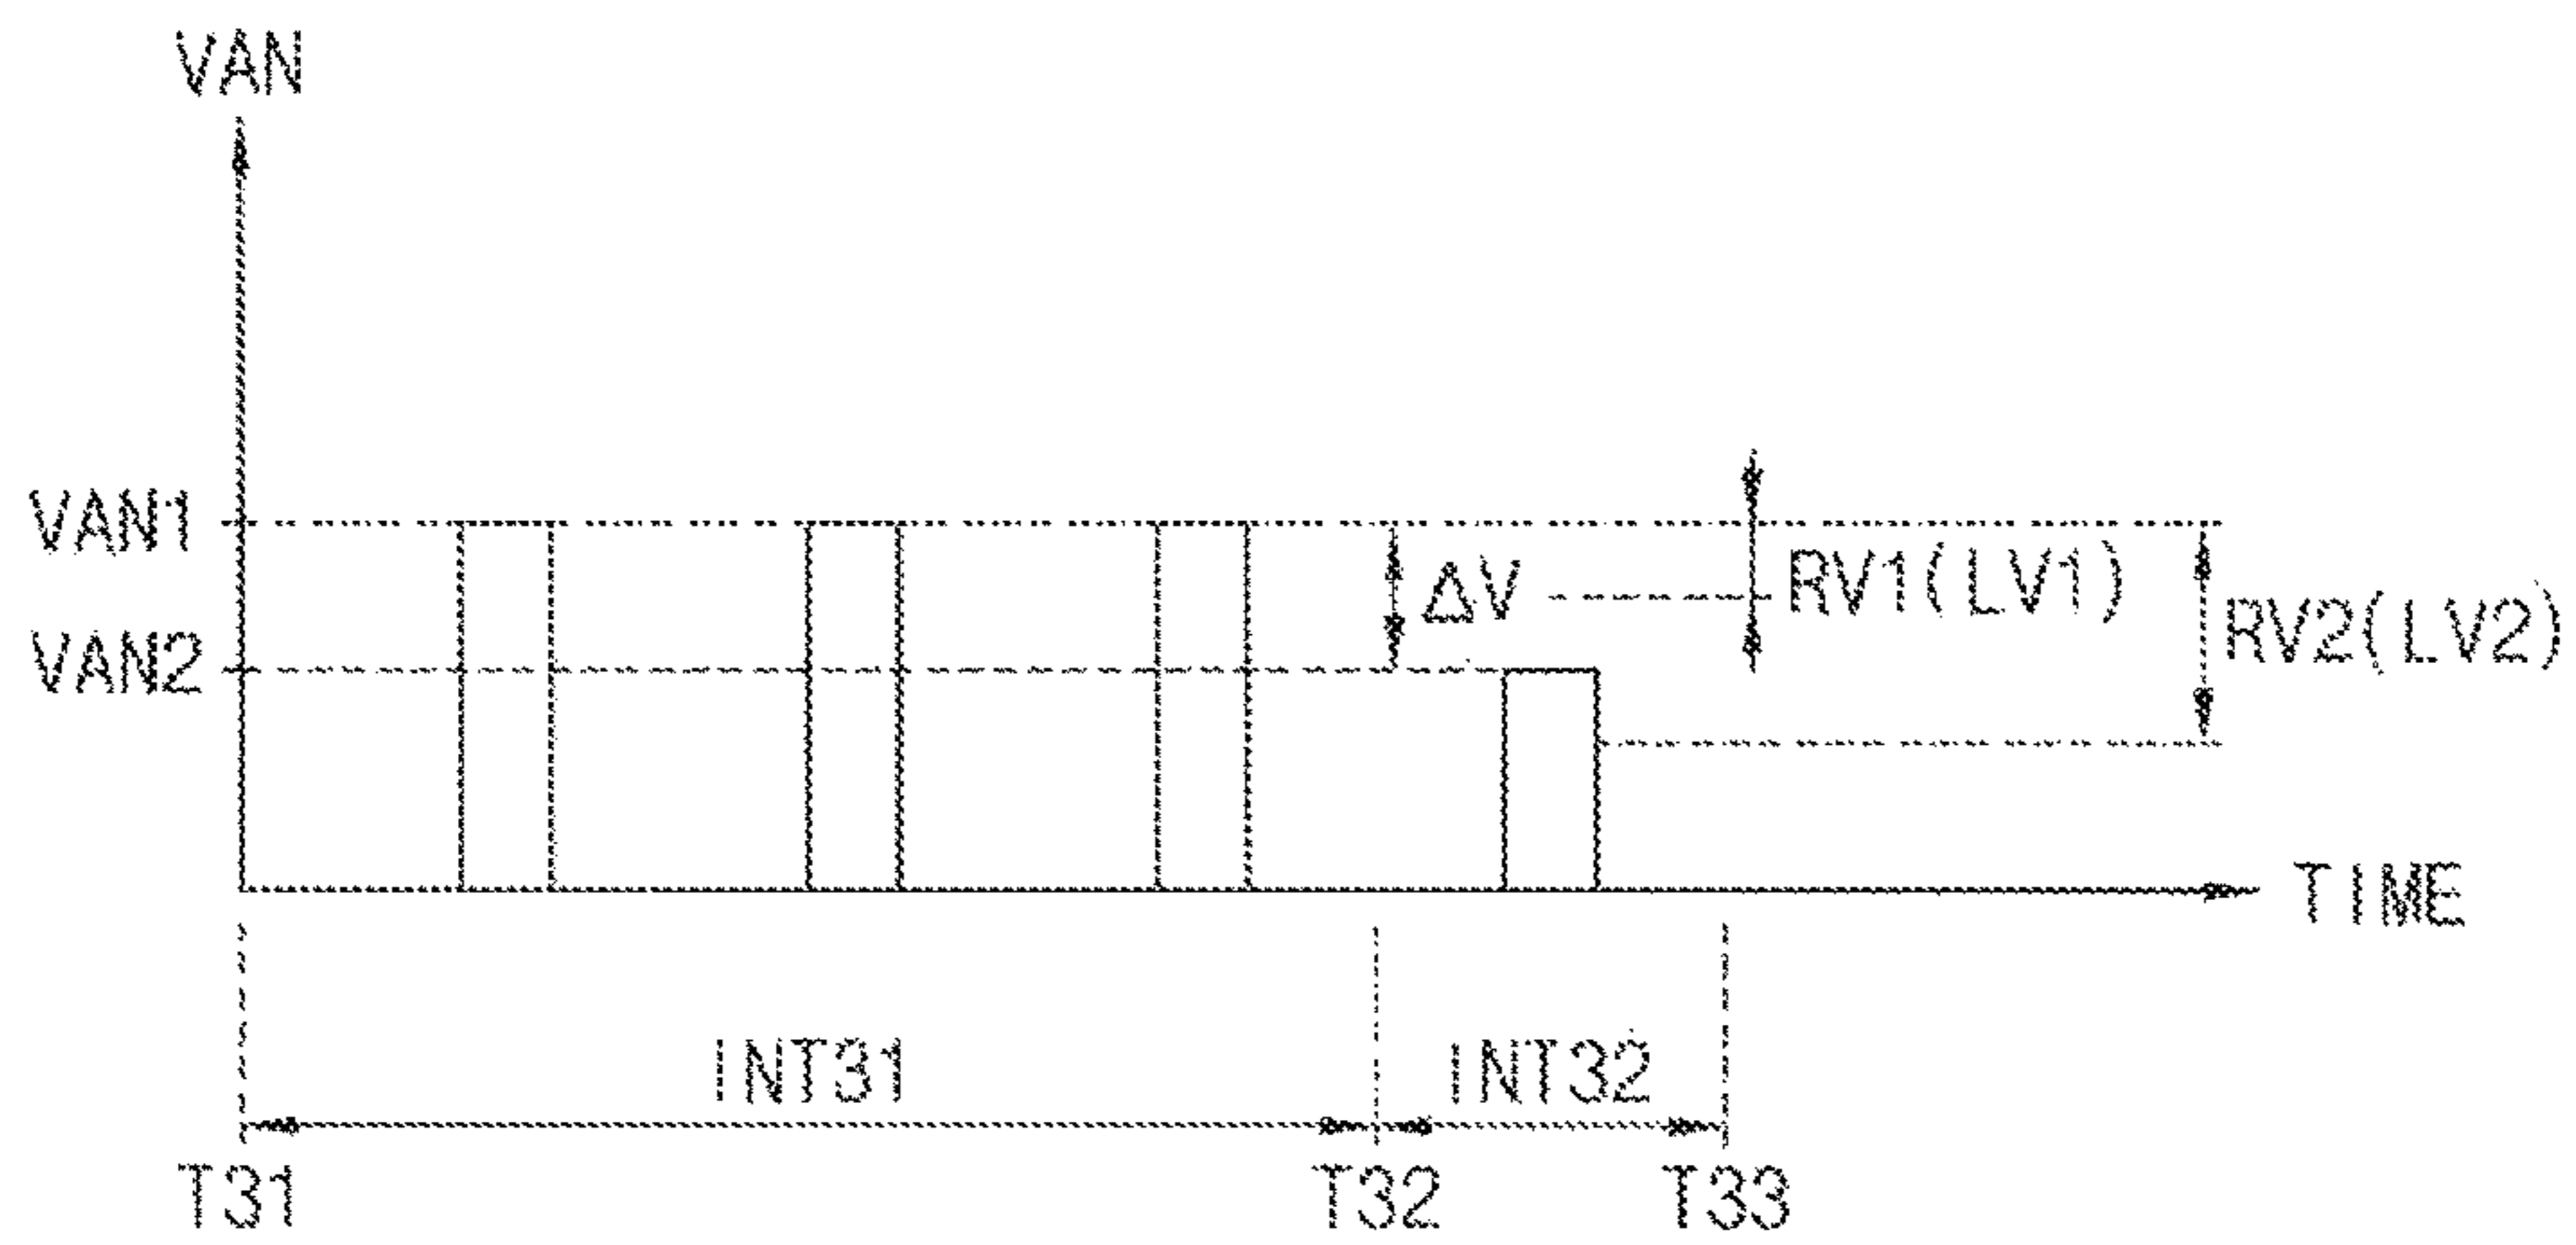 VAN
VAN1
ΔV
RV1(LV1)
RV2(LV2)
VAN2
TIME
INT31
INT32
T31
T32
T33